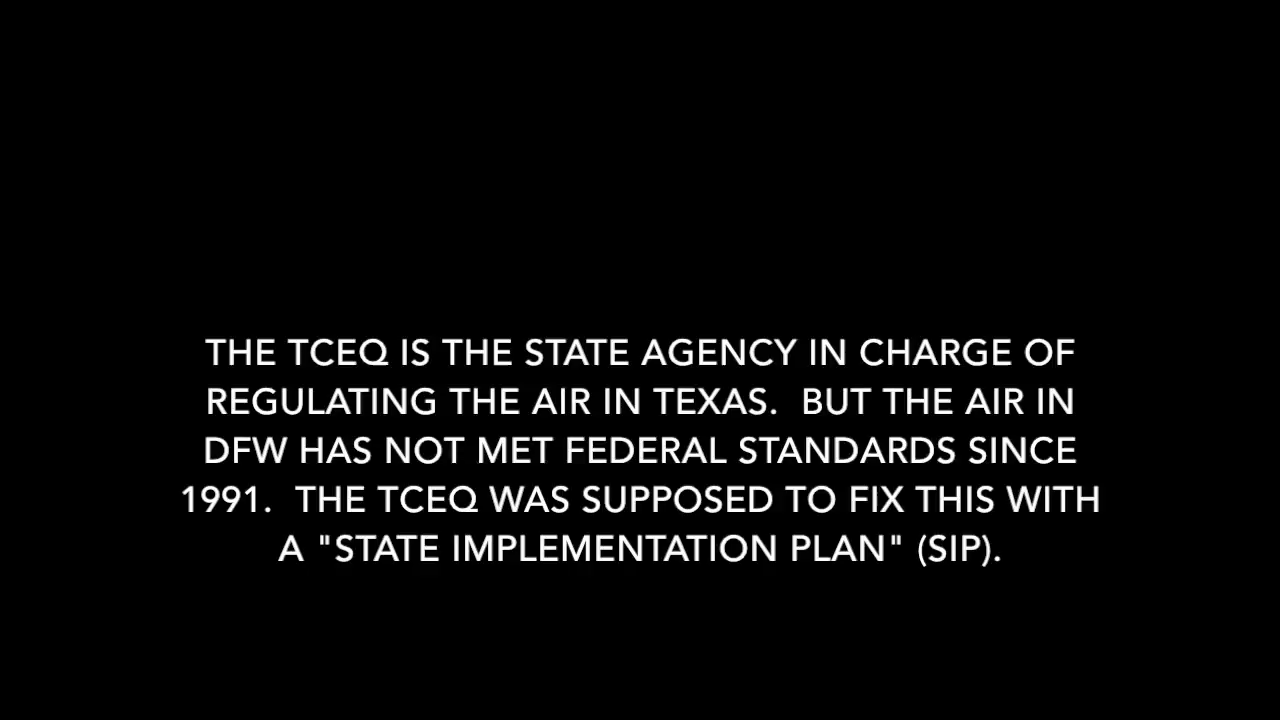 THE TCEQ IS THE STATE AGENCY IN CHARGE OF
REGULATING THE AIR IN TEXAS.  BUT THE AIR IN
DFW HAS NOT MET FEDERAL STANDARDS SINCE
1991.  THE TCEQ WAS SUPPOSED TO FIX THIS WITH
A "STATE IMPLEMENTATION PLAN" (SIP).